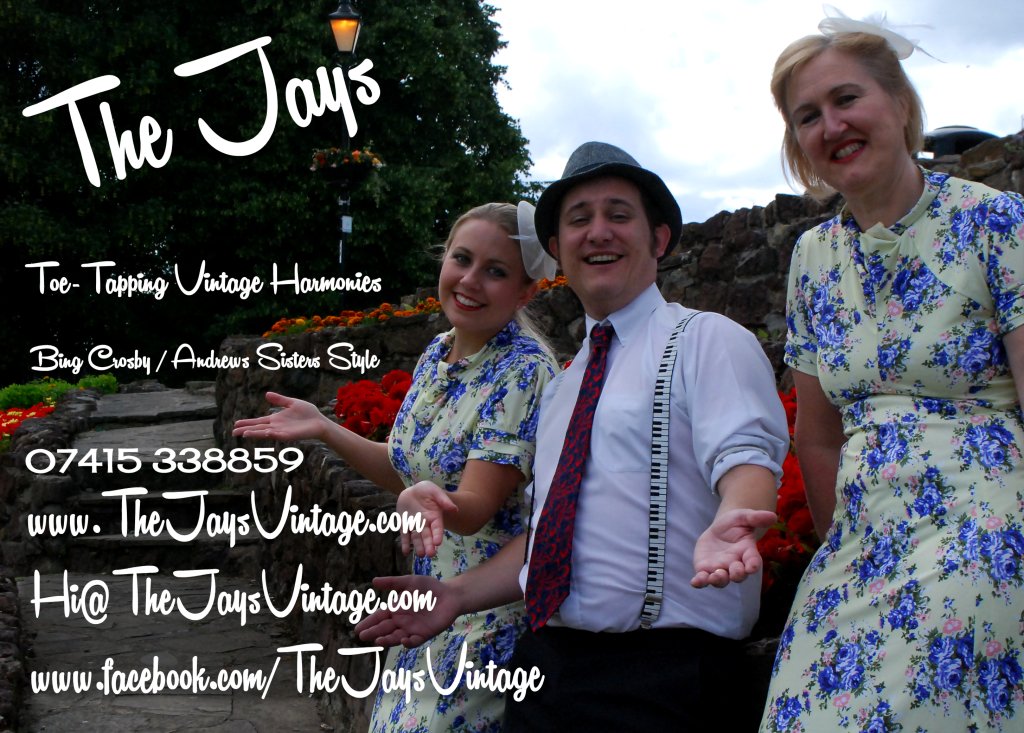 The Jays
Toe-Tapping Vintage Harmonies
Bing Crosby / Andrews Sisters Style
07415 338859
www. TheJaysVintage.com
Hi@ TheJaysVintage.com
www.facebook.com/TheJaysVintage